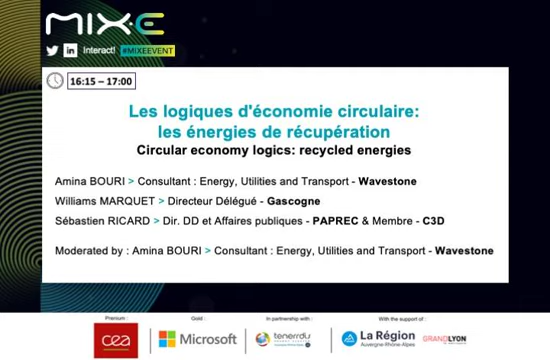 MIX·E
Interact! #MIXEEVENT
16:15 – 17:00
Les logiques d'économie circulaire:
les énergies de récupération
Circular economy logics: recycled energies
Amina BOURI > Consultant : Energy, Utilities and Transport - Wavestone
Williams MARQUET > Directeur Délégué - Gascogne
Sébastien RICARD > Dir. DD et Affaires publiques - PAPREC & Membre - C3D
Moderated by : Amina BOURI > Consultant : Energy, Utilities and Transport - Wavestone
Premium : Gold : In partnership with : With the support of :
cea Microsoft tenerrdis La Région GRANDLYON
Auvergne-Rhône-Alpes